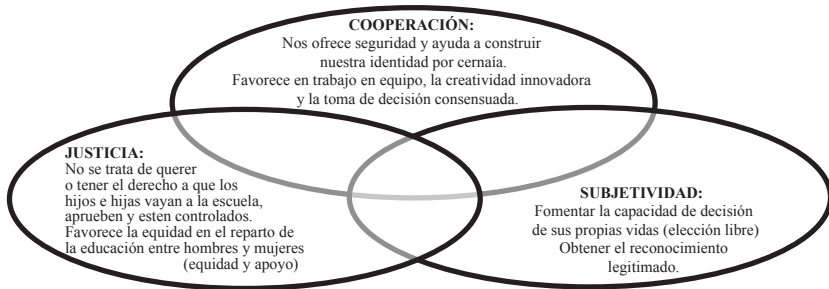 COOPERACIÓN:
Nos ofrece seguridad y ayuda a construir
nuestra identidad por cernaía.
Favorece en trabajo en equipo, la creatividad innovadora
y la toma de decisión consensuada.
JUSTICIA:
No se trata de querer
o tener el derecho a que los
hijos e hijas vayan a la escuela,
aprueben y esten controlados.
Favorece la equidad en el reparto de
la educación entre hombres y mujeres
(equidad y apoyo)
SUBJETIVIDAD:
Fomentar la capacidad de decisión
de sus propias vidas (elección libre)
Obtener el reconocimiento
legitimado.